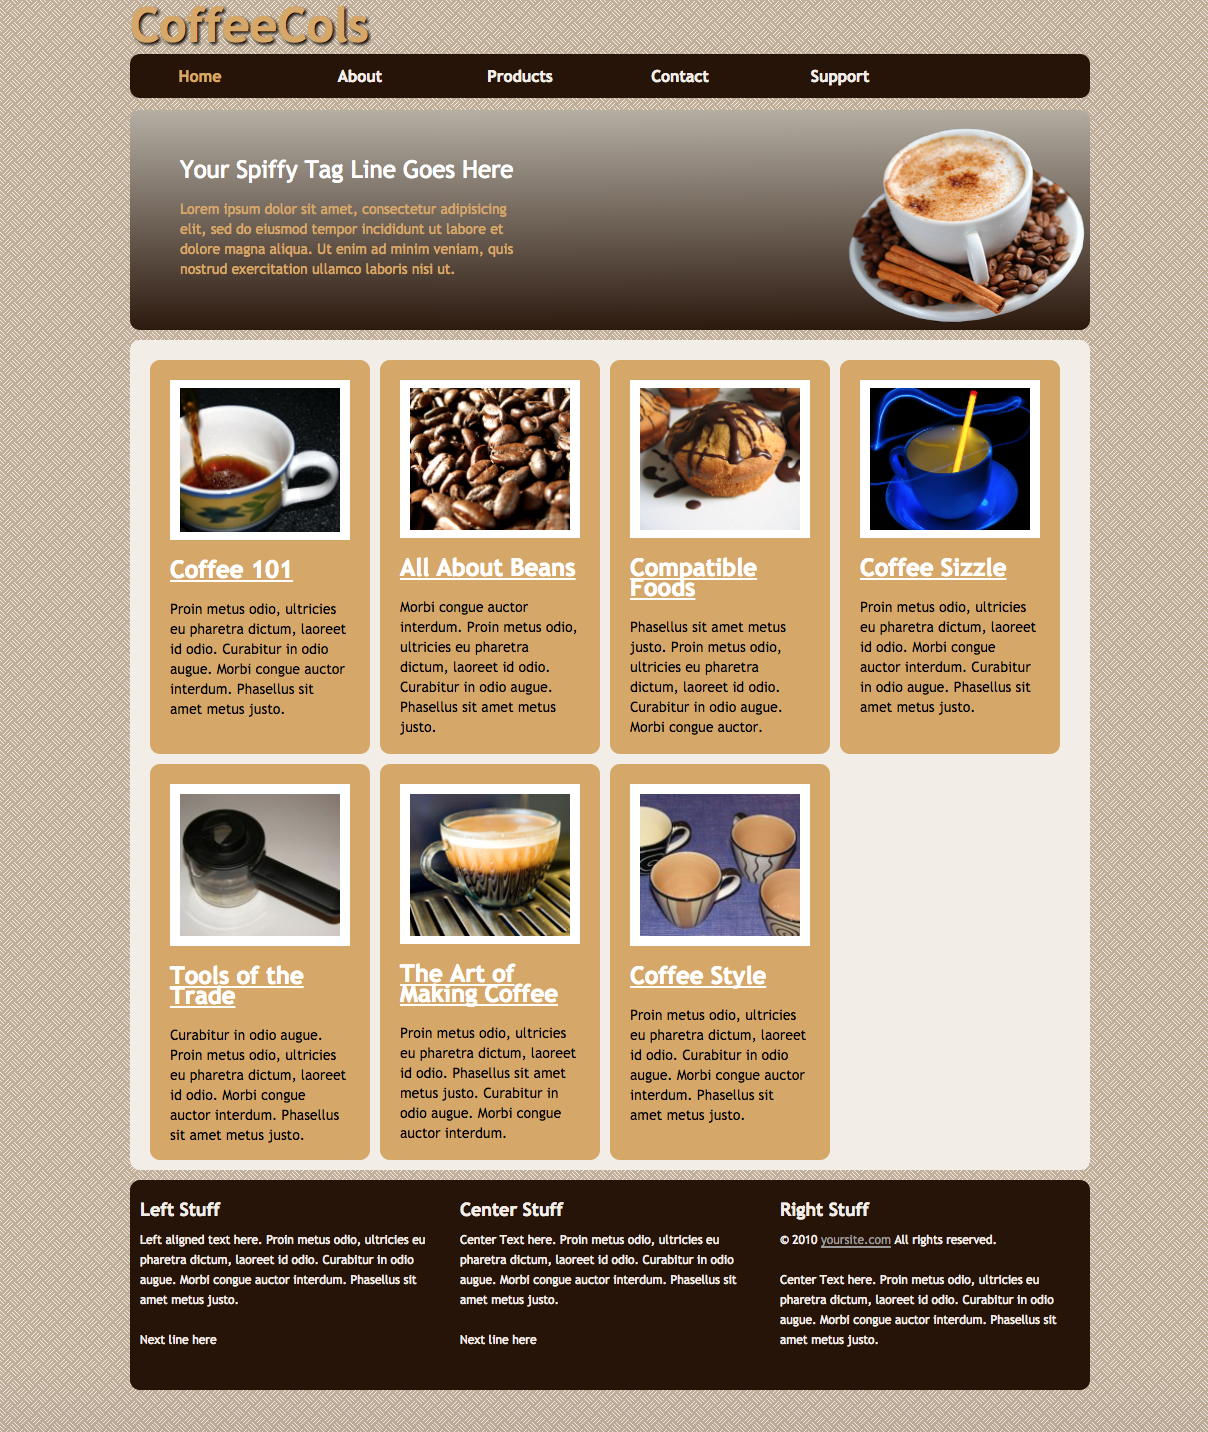 CoffeeCols
Home About Products Contact Support
Your Spiffy Tag Line Goes Here
Lorem ipsum dolor sit amet, consectetur adipisicing
elit, sed do eiusmod tempor incididunt ut labore et
dolore magna aliqua. Ut enim ad minim veniam, quis
nostrud exercitation ullamco laboris nisi ut.
Coffee 101
Proin metus odio, ultricies
eu pharetra dictum, laoreet
id odio. Curabitur in odio
augue. Morbi congue auctor
interdum. Phasellus sit
amet metus justo.
All About Beans
Morbi congue auctor
interdum. Proin metus odio,
ultricies eu pharetra
dictum, laoreet id odio.
Curabitur in odio augue.
Phasellus sit amet metus
justo.
Compatible
Foods
Phasellus sit amet metus
justo. Proin metus odio,
ultricies eu pharetra
dictum, laoreet id odio.
Curabitur in odio augue.
Morbi congue auctor.
Coffee Sizzle
Proin metus odio, ultricies
eu pharetra dictum, laoreet
id odio. Morbi congue
auctor interdum. Curabitur
in odio augue. Phasellus sit
amet metus justo.
Tools of the
Trade
Curabitur in odio augue.
Proin metus odio, ultricies
eu pharetra dictum, laoreet
id odio. Morbi congue
auctor interdum. Phasellus
sit amet metus justo.
The Art of
Making Coffee
Proin metus odio, ultricies
eu pharetra dictum, laoreet
id odio. Phasellus sit amet
metus justo. Curabitur in
odio augue. Morbi congue
auctor interdum.
Coffee Style
Proin metus odio, ultricies
eu pharetra dictum, laoreet
id odio. Curabitur in odio
augue. Morbi congue auctor
interdum. Phasellus sit
amet metus justo.
Left Stuff
Left aligned text here. Proin metus odio, ultricies eu
pharetra dictum, laoreet id odio. Curabitur in odio
augue. Morbi congue auctor interdum. Phasellus sit
amet metus justo.
Next line here
Center Stuff
Center Text here. Proin metus odio, ultricies eu
pharetra dictum, laoreet id odio. Curabitur in odio
augue. Morbi congue auctor interdum. Phasellus sit
amet metus justo.
Next line here
Right Stuff
© 2010 yoursite.com All rights reserved.
Center Text here. Proin metus odio, ultricies eu
pharetra dictum, laoreet id odio. Curabitur in odio
augue. Morbi congue auctor interdum. Phasellus sit
amet metus justo.